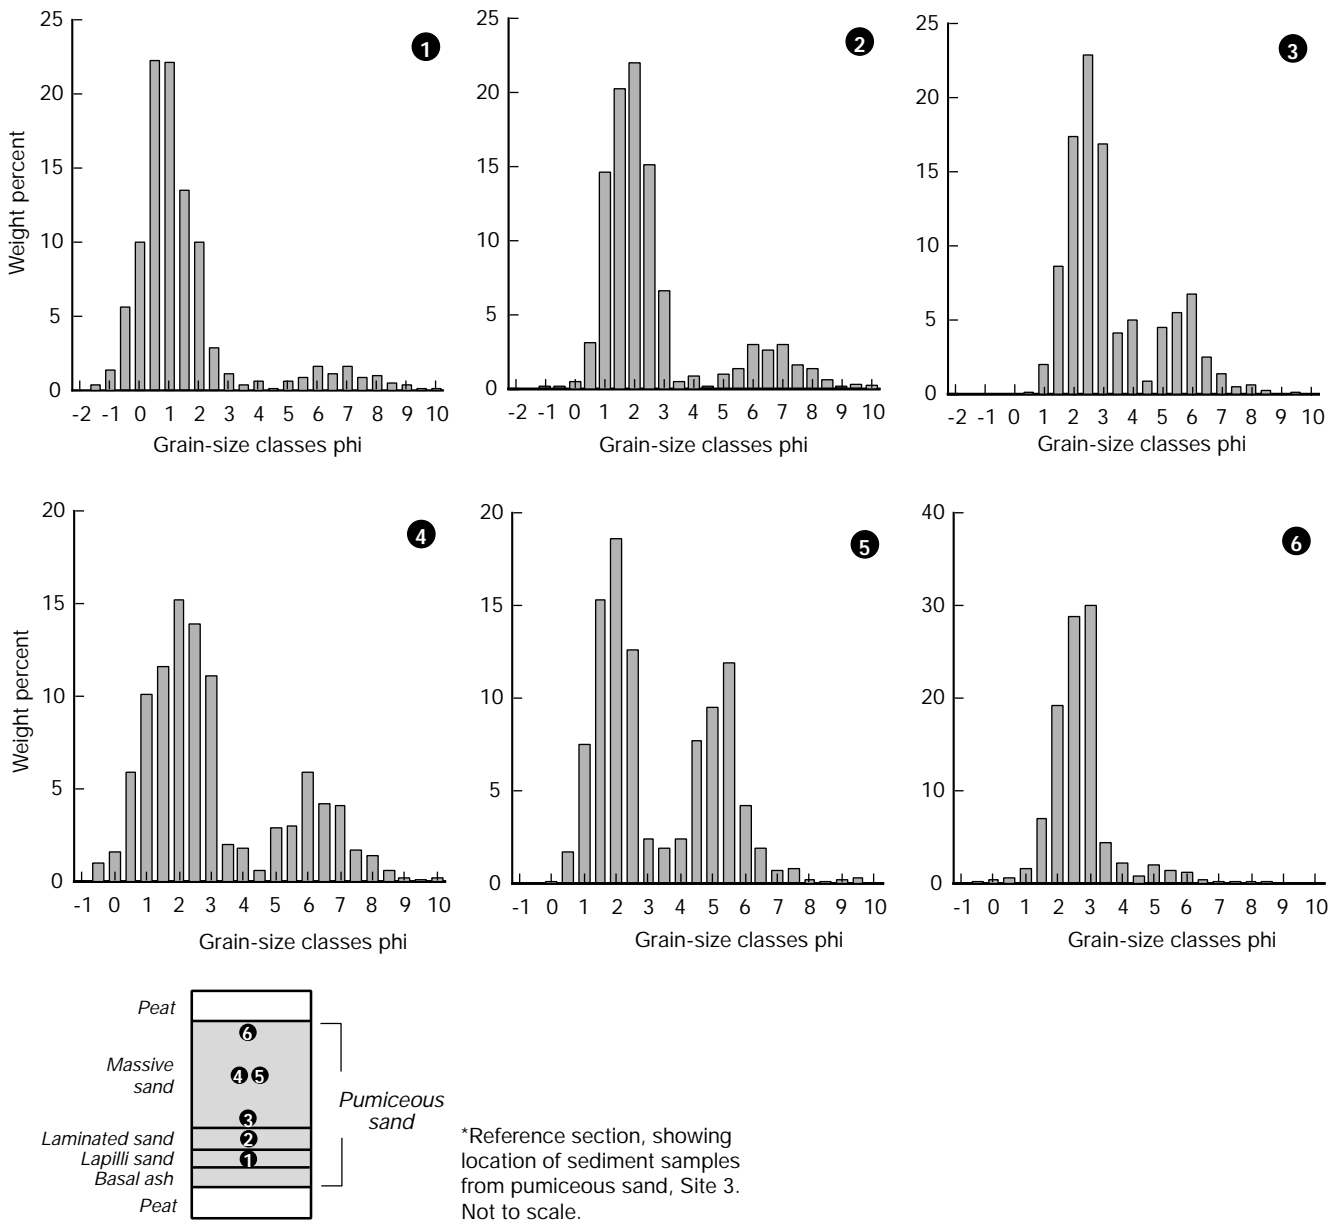 25
20
15
10
5
0
Weight percent
-2 -1 0 1 2 3 4 5 6 7 8 9 10
Grain-size classes phi
1
25
20
15
10
5
0
-2 -1 0 1 2 3 4 5 6 7 8 9 10
Grain-size classes phi
2
25
20
15
10
5
0
-2 -1 0 1 2 3 4 5 6 7 8 9 10
Grain-size classes phi
3
20
15
10
5
0
Weight percent
-1 0 1 2 3 4 5 6 7 8 9 10
Grain-size classes phi
4
20
15
10
5
0
-1 0 1 2 3 4 5 6 7 8 9 10
Grain-size classes phi
5
40
30
20
10
0
-1 0 1 2 3 4 5 6 7 8 9 10
Grain-size classes phi
6
Peat
6
Massive
sand
4 5
3
Laminated sand
2
Lapilli sand
1
Basal ash
Peat
Pumiceous
sand
*Reference section, showing
location of sediment samples
from pumiceous sand, Site 3.
Not to scale.